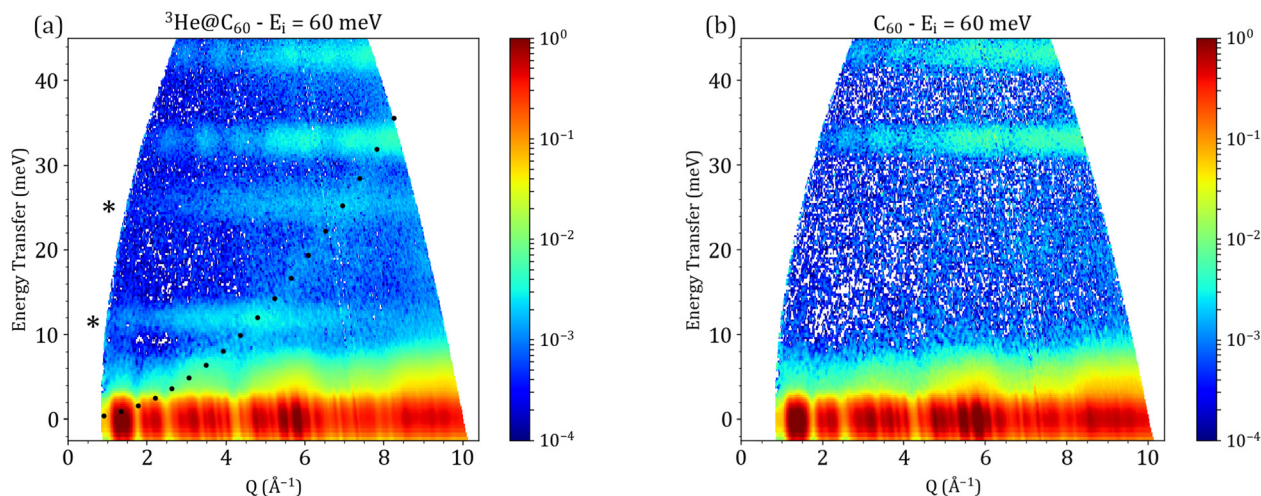 (a) ³He@C₆₀ - Eᵢ = 60 meV
Energy Transfer (meV)
40
30
20
10
0
*
*
0 2 4 6 8 10
Q (Å⁻¹)
10⁰
10⁻¹
10⁻²
10⁻³
10⁻⁴
(b) C₆₀ - Eᵢ = 60 meV
Energy Transfer (meV)
40
30
20
10
0
0 2 4 6 8 10
Q (Å⁻¹)
10⁰
10⁻¹
10⁻²
10⁻³
10⁻⁴